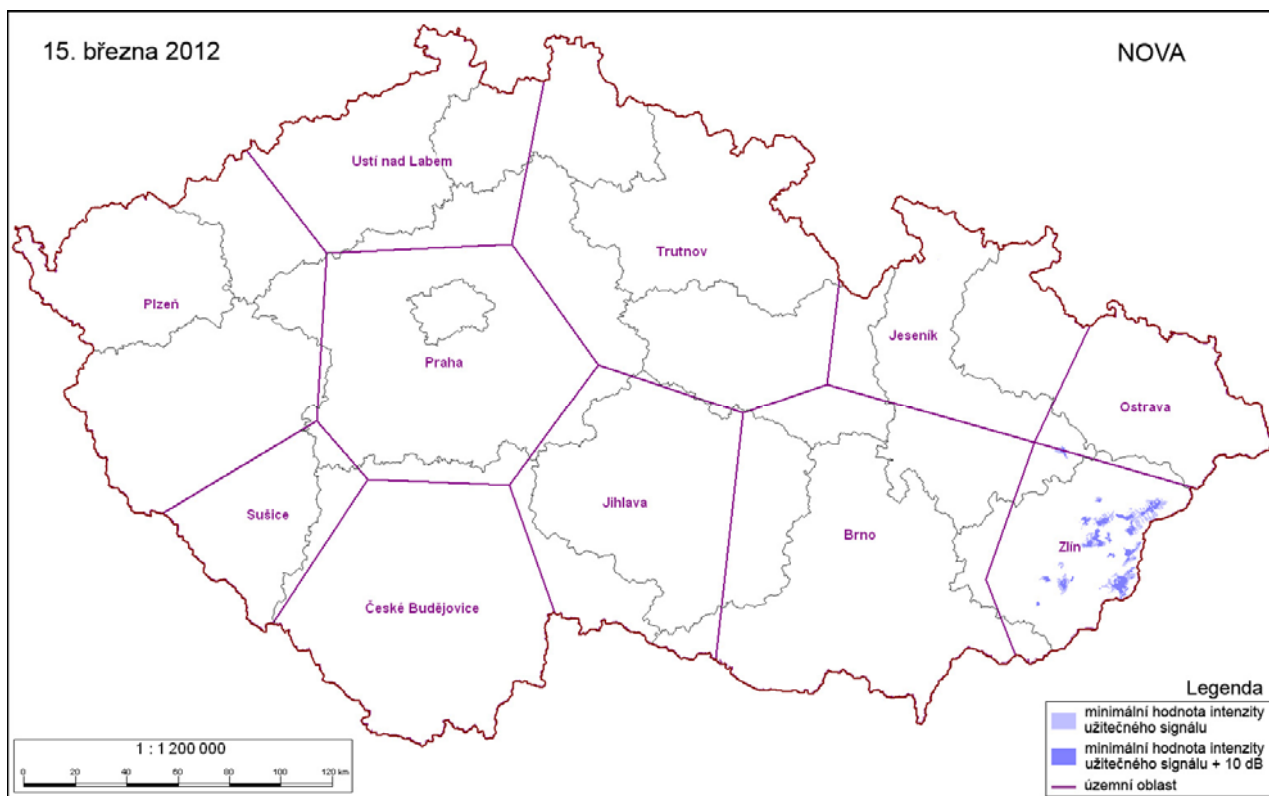 15. března 2012
NOVA
Ústí nad Labem
Trutnov
Plzeň
Jeseník
Praha
Ostrava
Sušice
Jihlava
Brno
Zlín
České Budějovice
Legenda
minimální hodnota intenzity
užitečného signálu
minimální hodnota intenzity
užitečného signálu + 10 dB
územní oblast
1 : 1 200 000
0 20 40 60 80 100 120 km